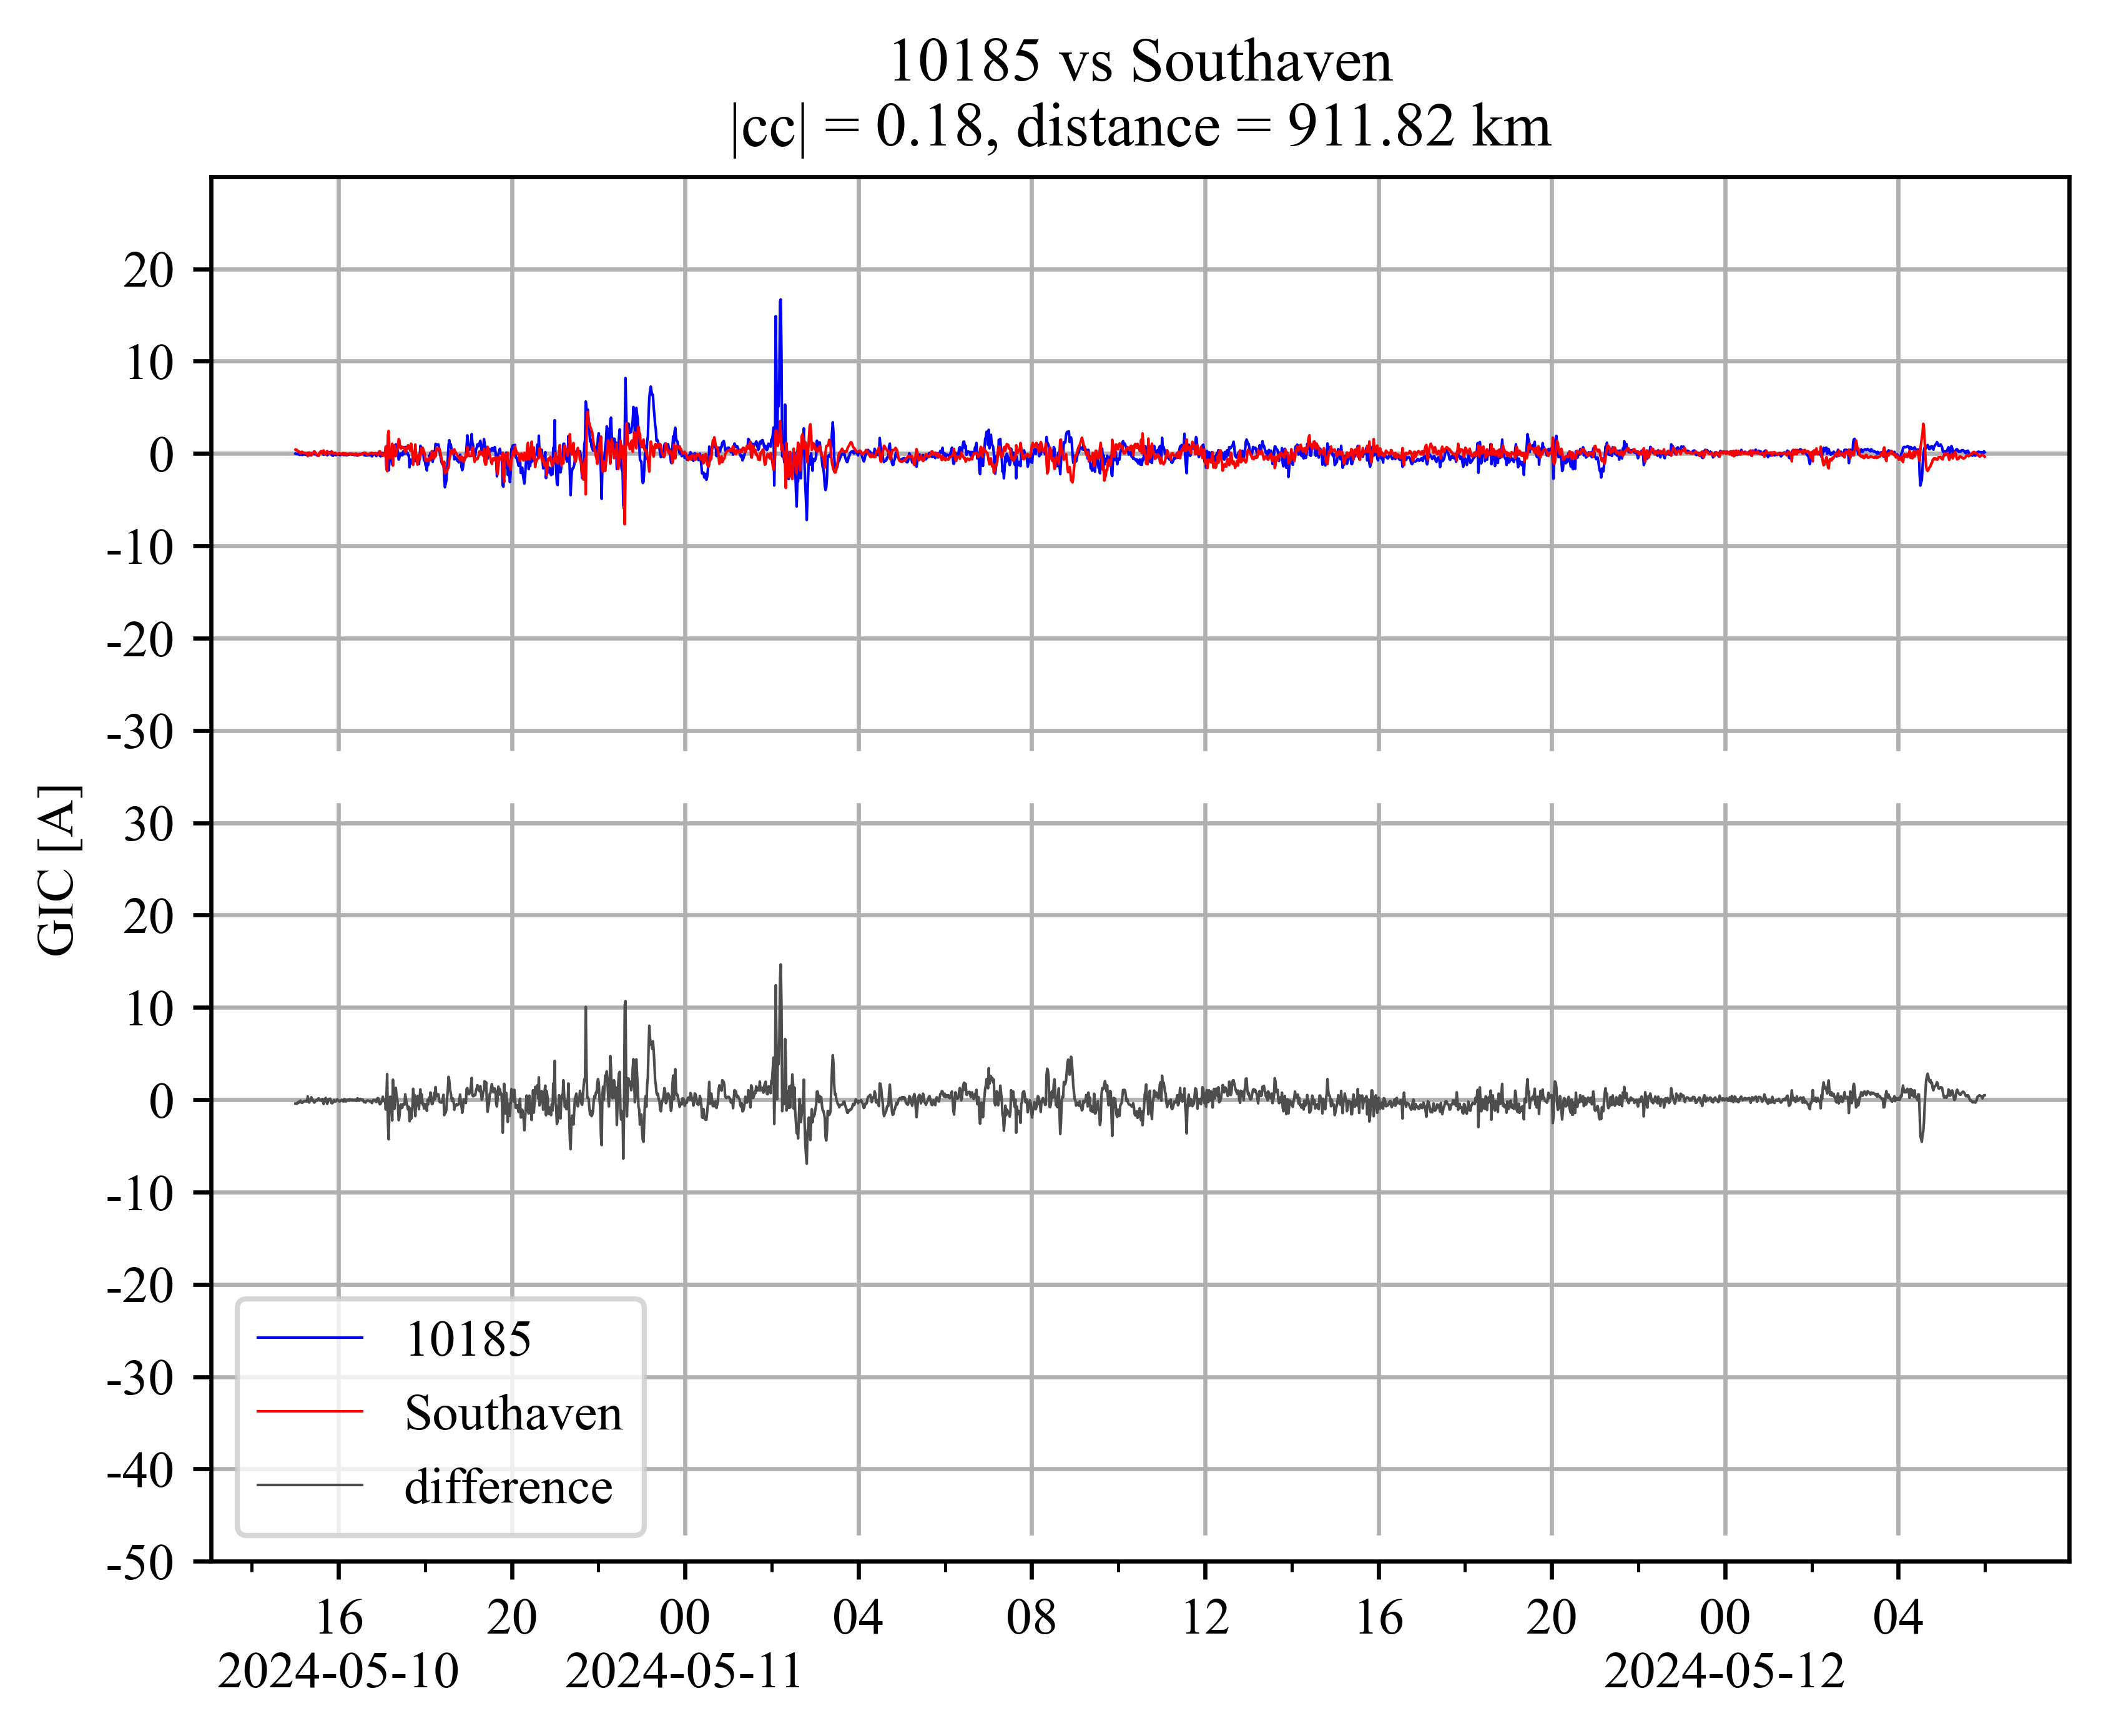 10185 vs Southaven
|cc| = 0.18, distance = 911.82 km
GIC [A]
20
10
0
-10
-20
-30
30
20
10
0
-10
-20
-30
-40
-50
10185
Southaven
difference
16 20 00 04 08 12 16 20 00 04
2024-05-10 2024-05-11 2024-05-12